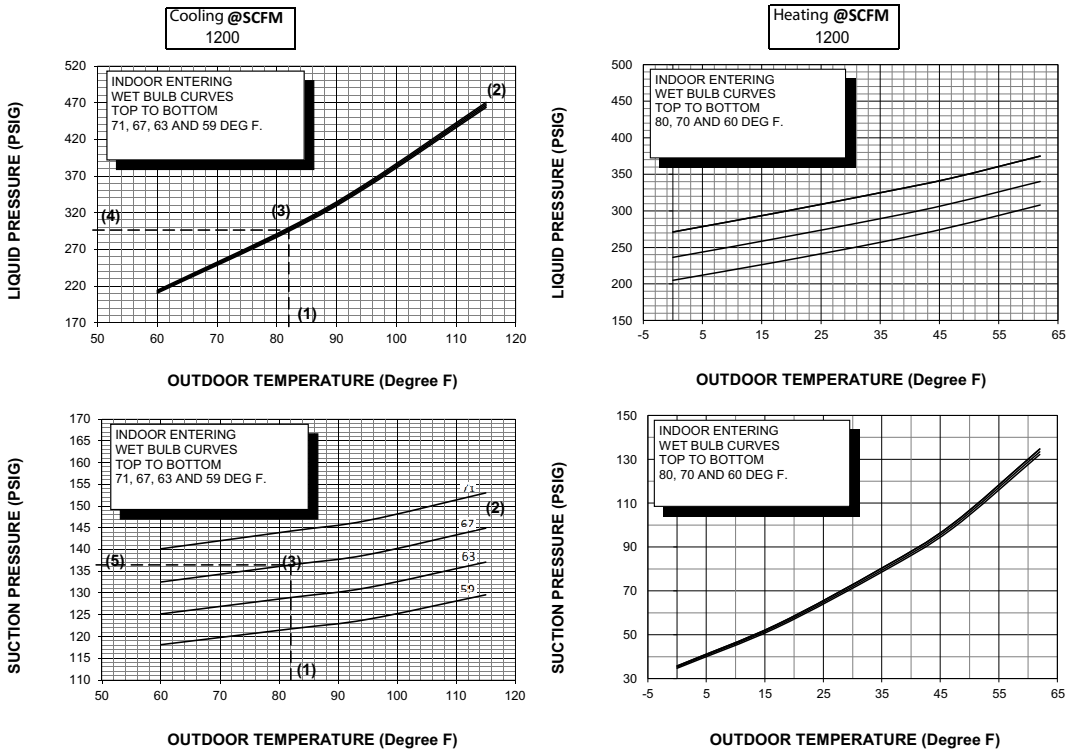 Cooling @SCFM
1200
Heating @SCFM
1200
LIQUID PRESSURE (PSIG)
520
470
420
370
320
270
220
170
INDOOR ENTERING
WET BULB CURVES
TOP TO BOTTOM
71, 67, 63 AND 59 DEG F.
(2)
(3)
(4)
(1)
50 60 70 80 90 100 110 120
OUTDOOR TEMPERATURE (Degree F)
LIQUID PRESSURE (PSIG)
500
450
400
350
300
250
200
150
INDOOR ENTERING
WET BULB CURVES
TOP TO BOTTOM
80, 70 AND 60 DEG F.
-5 5 15 25 35 45 55 65
OUTDOOR TEMPERATURE (Degree F)
SUCTION PRESSURE (PSIG)
170
165
160
155
150
145
140
135
130
125
120
115
110
INDOOR ENTERING
WET BULB CURVES
TOP TO BOTTOM
71, 67, 63 AND 59 DEG F.
71
(2)
67
(5)
(3)
63
59
(1)
50 60 70 80 90 100 110 120
OUTDOOR TEMPERATURE (Degree F)
SUCTION PRESSURE (PSIG)
150
130
110
90
70
50
30
INDOOR ENTERING
WET BULB CURVES
TOP TO BOTTOM
80, 70 AND 60 DEG F.
-5 5 15 25 35 45 55 65
OUTDOOR TEMPERATURE (Degree F)